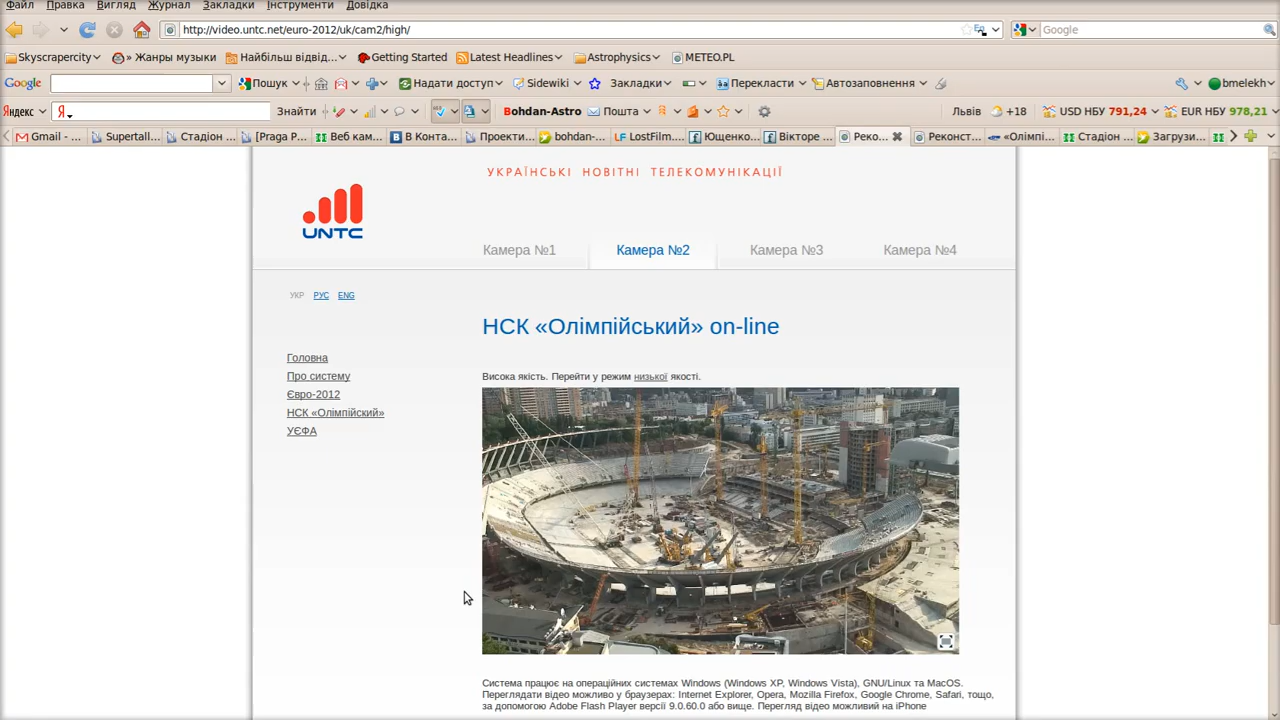 Файл Правка Вигляд Журнал Закладки Інструменти Довідка
http://video.untc.net/euro-2012/uk/cam2/high/ Google
Skyscrapercity » Жанры музыки Найбільш відвід... Getting Started Latest Headlines Astrophysics METEO.PL
Google Пошук Надати доступ Sidewiki Закладки Перекласти Автозаповнення bmelekh
Яндекс Я Знайти Bohdan-Astro Пошта Львів +18 USD НБУ 791,24 EUR НБУ 978,21
Gmail - ... Supertall... Стадіон ... [Praga P... Веб кам... В Конта... Проекти... bohdan-... LostFilm... Ющенко... Вікторе ... Реко... Реконст... «Олімпі... Стадіон ... Загрузи...
УКРАЇНСЬКІ НОВІТНІ ТЕЛЕКОМУНІКАЦІЇ
UNTC
Камера №1 Камера №2 Камера №3 Камера №4
УКР РУС ENG
НСК «Олімпійський» on-line
Головна
Про систему
Євро-2012
НСК «Олімпійский»
УЄФА
Висока якість. Перейти у режим низької якості.
Система працює на операційних системах Windows (Windows XP, Windows Vista), GNU/Linux та MacOS.
Переглядати відео можливо у браузерах: Internet Explorer, Opera, Mozilla Firefox, Google Chrome, Safari, тощо,
за допомогою Adobe Flash Player версії 9.0.60.0 або вище. Перегляд відео можливий на iPhone